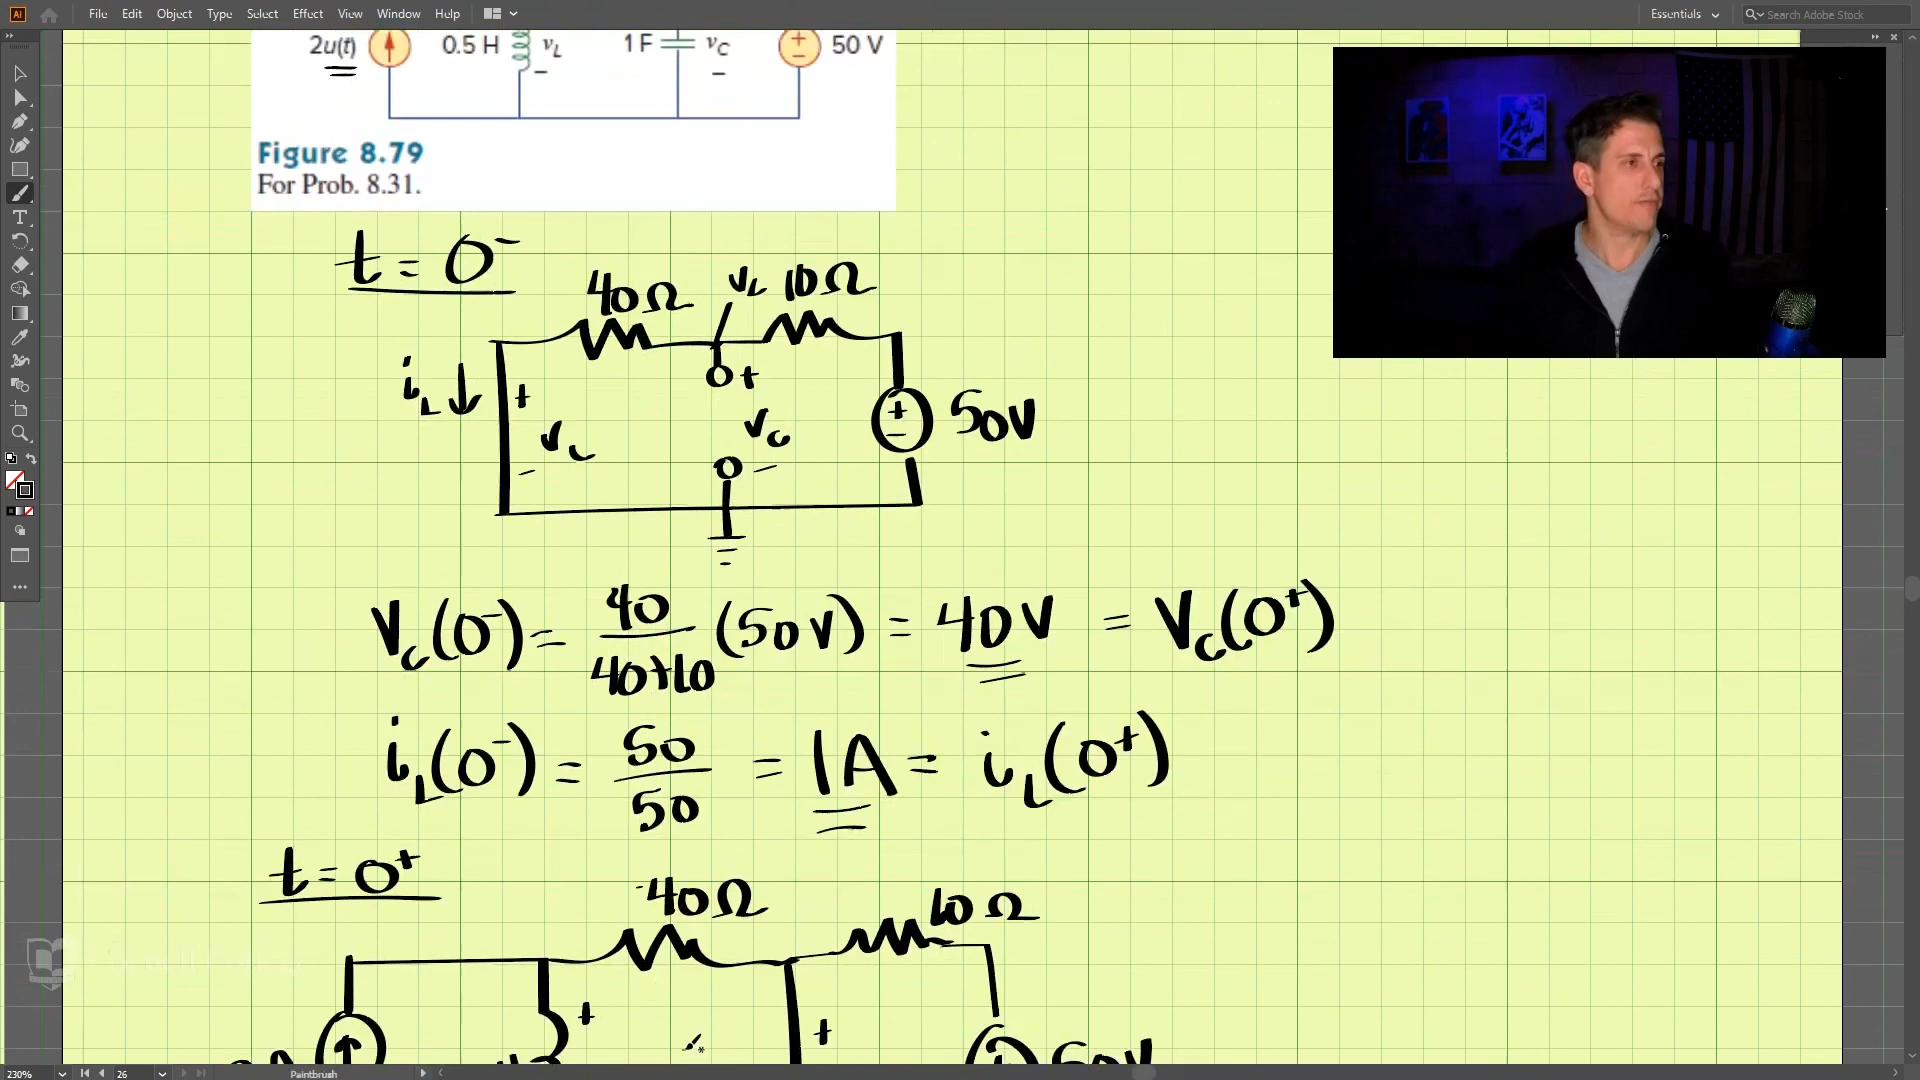 File Edit Object Type Select Effect View Window Help
Essentials
Search Adobe Stock
2u(t) 0.5 H vL 1 F vC 50 V
+
−
−
−
Figure 8.79
For Prob. 8.31.
t = 0⁻
40Ω vc 10Ω
iL + + + 50V
vL vc
- - -
Vc(0⁻) = 40/(40+10) (50V) = 40V = Vc(0⁺)
iL(0⁻) = 50/50 = 1A = iL(0⁺)
t = 0⁺
40Ω 10Ω
+ +
50V
230% 26 Paintbrush